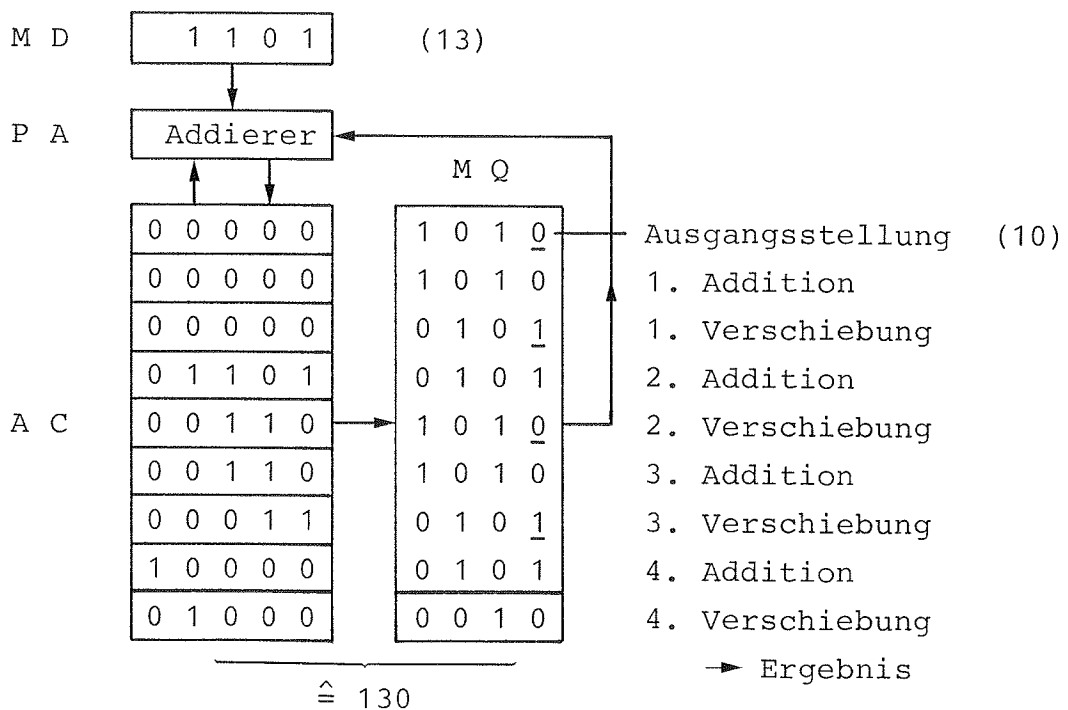 M D 1 1 0 1 (13)
P A Addierer
M Q
0 0 0 0 0 1 0 1 0 Ausgangsstellung (10)
0 0 0 0 0 1 0 1 0 1. Addition
0 0 0 0 0 0 1 0 1 1. Verschiebung
0 1 1 0 1 0 1 0 1 2. Addition
A C 0 0 1 1 0 1 0 1 0 2. Verschiebung
0 0 1 1 0 1 0 1 0 3. Addition
0 0 0 1 1 0 1 0 1 3. Verschiebung
1 0 0 0 0 0 1 0 1 4. Addition
0 1 0 0 0 0 0 1 0 4. Verschiebung
→ Ergebnis
≙ 130